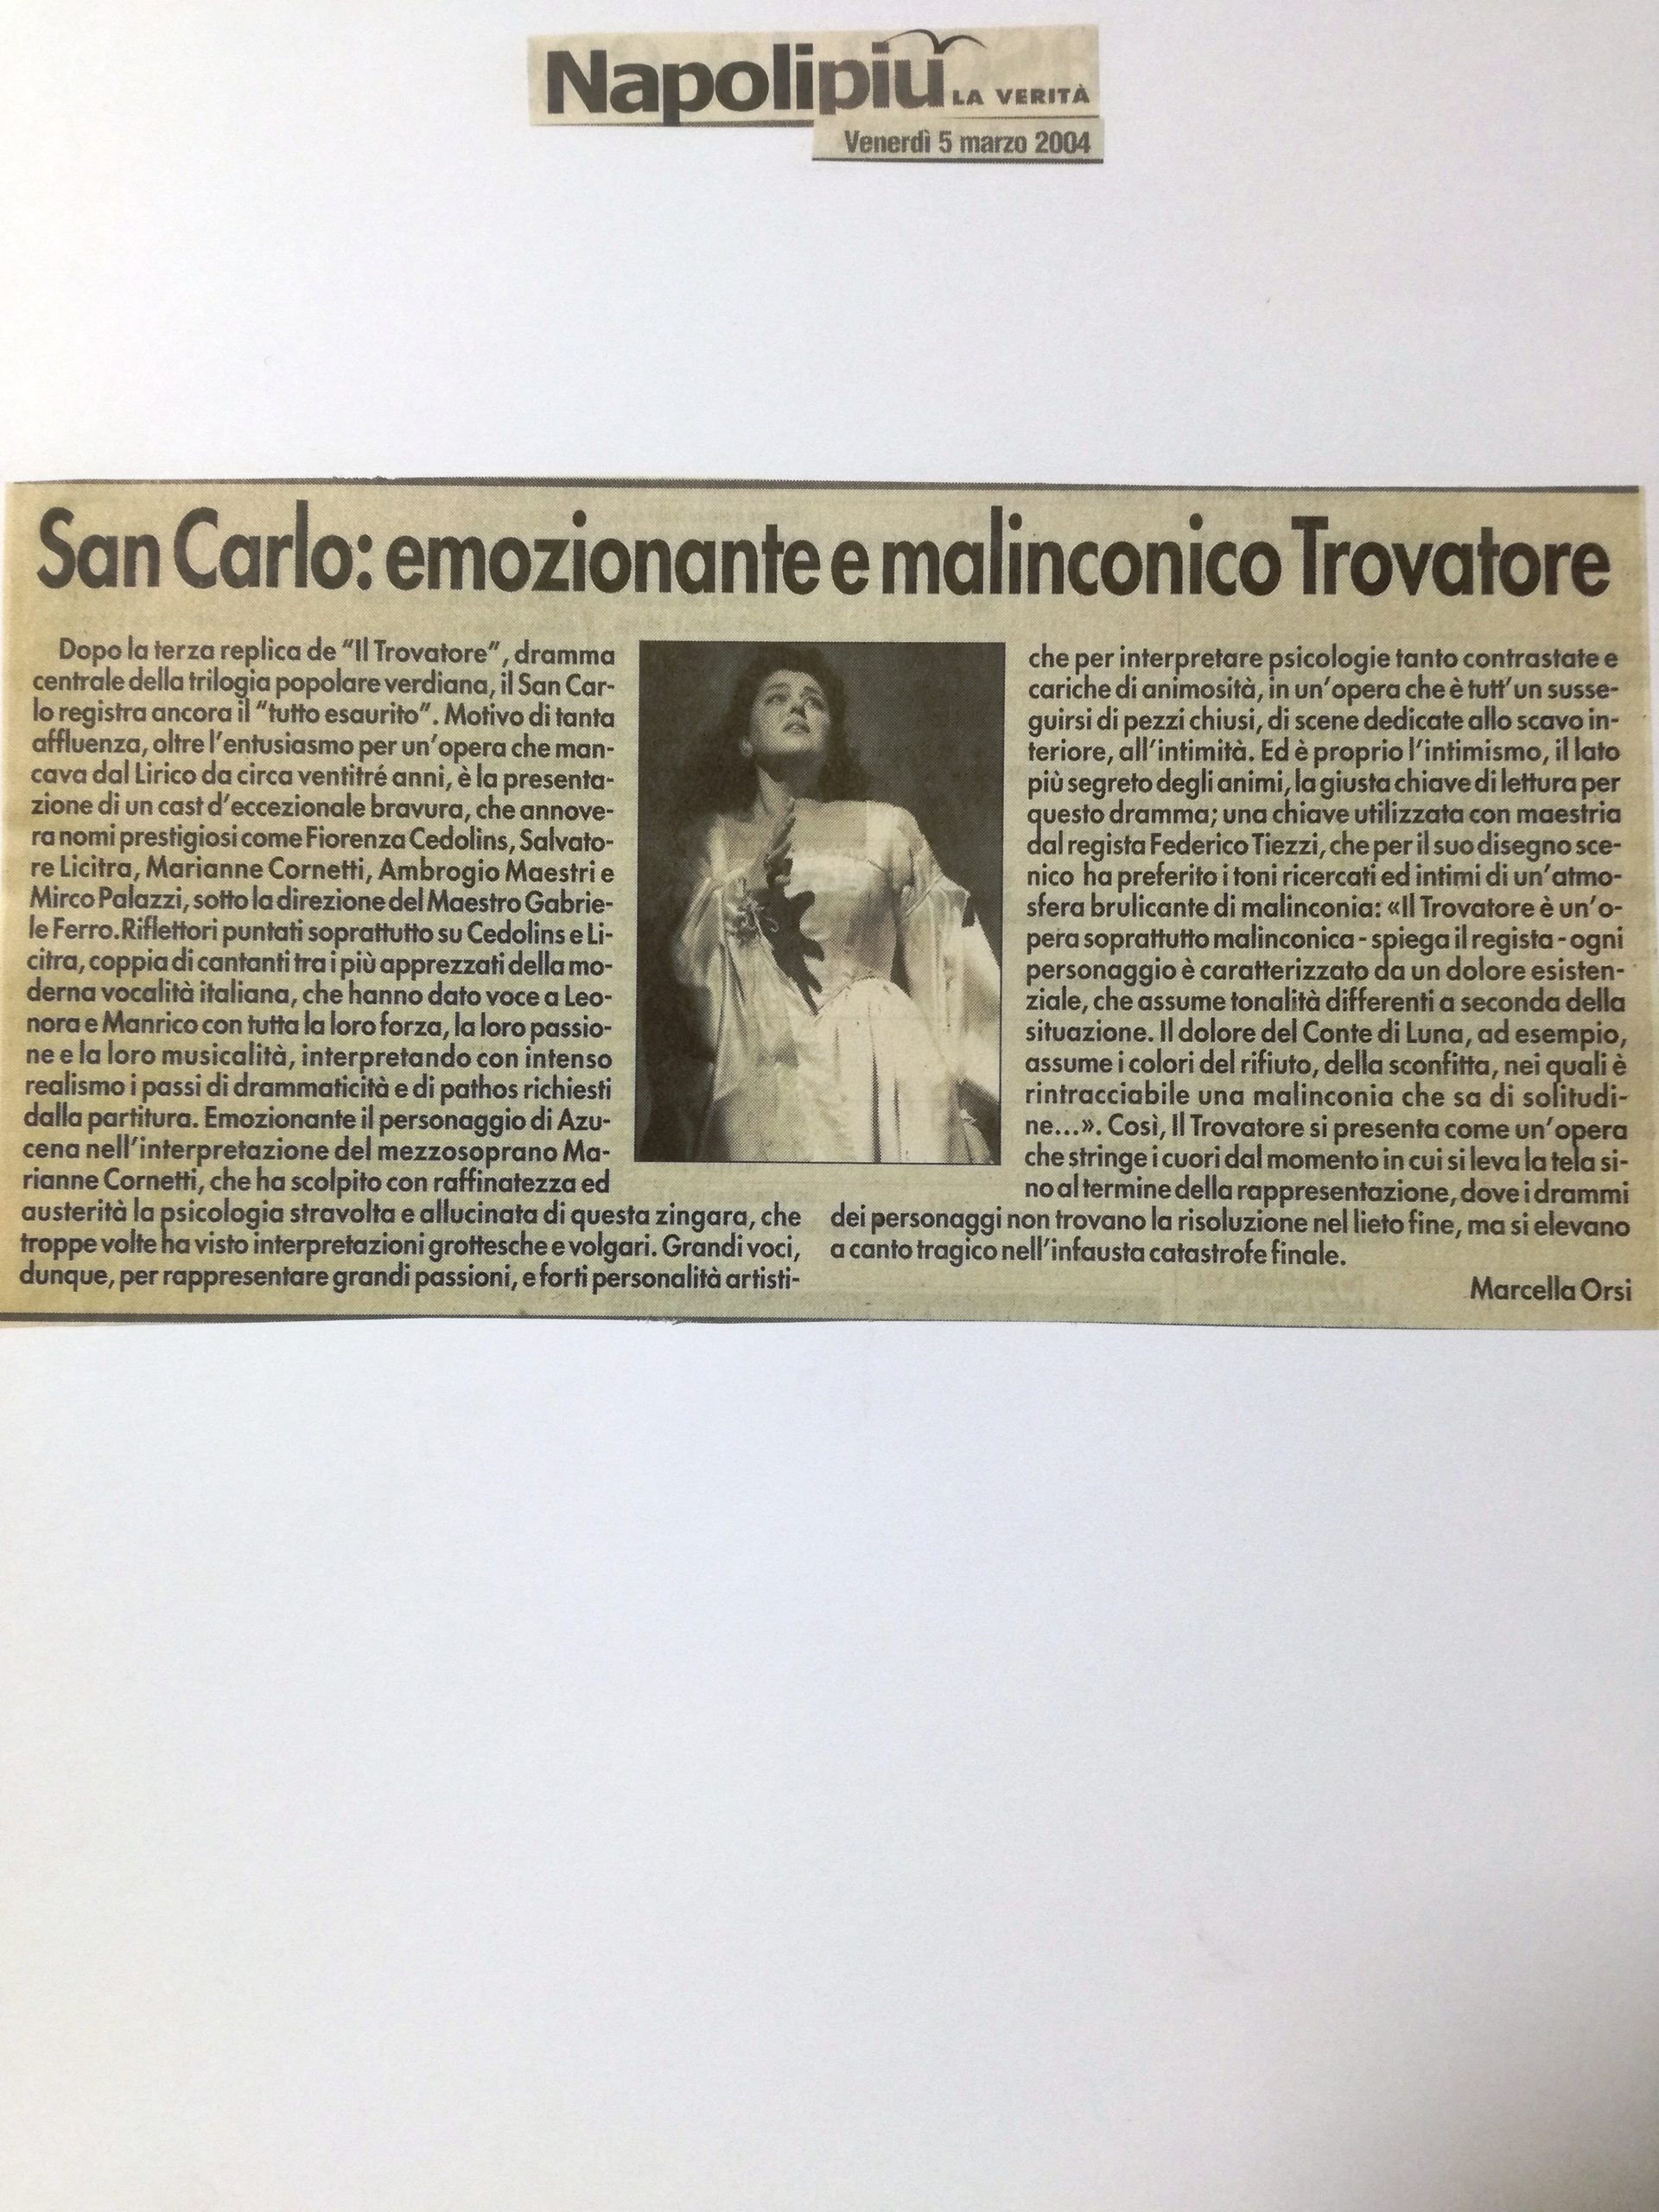 Napolipiù LA VERITÀ
Venerdì 5 marzo 2004
San Carlo: emozionante e malinconico Trovatore
Dopo la terza replica de "Il Trovatore", dramma
centrale della trilogia popolare verdiana, il San Car-
lo registra ancora il "tutto esaurito". Motivo di tanta
affluenza, oltre l'entusiasmo per un'opera che man-
cava dal Lirico da circa ventitré anni, è la presenta-
zione di un cast d'eccezionale bravura, che annove-
ra nomi prestigiosi come Fiorenza Cedolins, Salvato-
re Licitra, Marianne Cornetti, Ambrogio Maestri e
Mirco Palazzi, sotto la direzione del Maestro Gabrie-
le Ferro. Riflettori puntati soprattutto su Cedolins e Li-
citra, coppia di cantanti tra i più apprezzati della mo-
derna vocalità italiana, che hanno dato voce a Leo-
nora e Manrico con tutta la loro forza, la loro passio-
ne e la loro musicalità, interpretando con intenso
realismo i passi di drammaticità e di pathos richiesti
dalla partitura. Emozionante il personaggio di Azu-
cena nell'interpretazione del mezzosoprano Ma-
rianne Cornetti, che ha scolpito con raffinatezza ed
austerità la psicologia stravolta e allucinata di questa zingara, che
troppe volte ha visto interpretazioni grottesche e volgari. Grandi voci,
dunque, per rappresentare grandi passioni, e forti personalità artisti-
che per interpretare psicologie tanto contrastate e
cariche di animosità, in un'opera che è tutt'un susse-
guirsi di pezzi chiusi, di scene dedicate allo scavo in-
teriore, all'intimità. Ed è proprio l'intimismo, il lato
più segreto degli animi, la giusta chiave di lettura per
questo dramma; una chiave utilizzata con maestria
dal regista Federico Tiezzi, che per il suo disegno sce-
nico ha preferito i toni ricercati ed intimi di un'atmo-
sfera brulicante di malinconia: «Il Trovatore è un'o-
pera soprattutto malinconica - spiega il regista - ogni
personaggio è caratterizzato da un dolore esisten-
ziale, che assume tonalità differenti a seconda della
situazione. Il dolore del Conte di Luna, ad esempio,
assume i colori del rifiuto, della sconfitta, nei quali è
rintracciabile una malinconia che sa di solitudi-
ne...». Così, Il Trovatore si presenta come un'opera
che stringe i cuori dal momento in cui si leva la tela si-
no al termine della rappresentazione, dove i drammi
dei personaggi non trovano la risoluzione nel lieto fine, ma si elevano
a canto tragico nell'infausta catastrofe finale.
Marcella Orsi